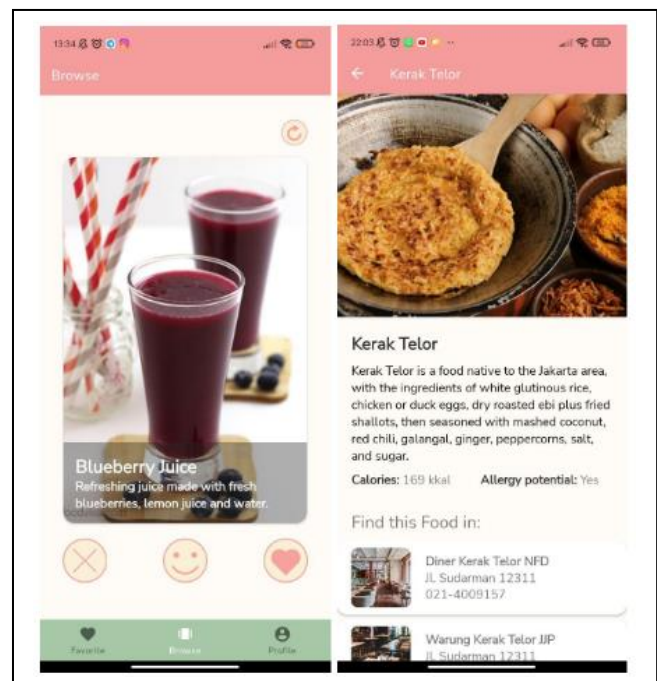 13:34
Browse
Blueberry Juice
Refreshing juice made with fresh
blueberries, lemon juice and water.
Favorite
Browse
Profile
22:03
Kerak Telor
Kerak Telor
Kerak Telor is a food native to the Jakarta area,
with the ingredients of white glutinous rice,
chicken or duck eggs, dry roasted ebi plus fried
shallots, then seasoned with mashed coconut,
red chili, galangal, ginger, peppercorns, salt,
and sugar.
Calories: 169 kkal Allergy potential: Yes
Find this Food in:
Diner Kerak Telor NFD
Jl. Sudarman 12311
021-4009157
Warung Kerak Telor JJP
Jl. Sudarman 12311